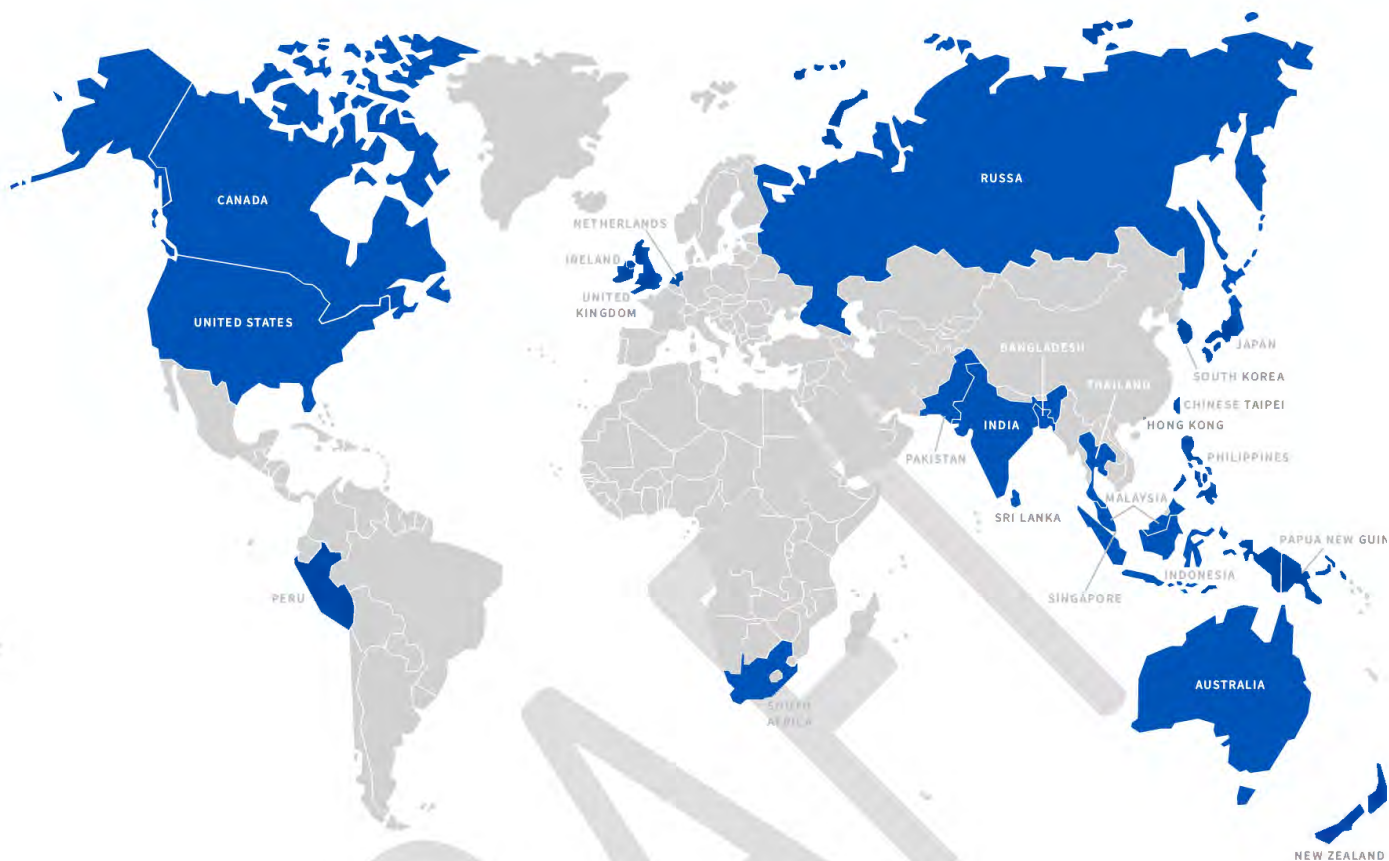 CANADA
RUSSA
NETHERLANDS
IRELAND
UNITED
KINGDOM
UNITED STATES
BANGLADESH
JAPAN
SOUTH KOREA
THAILAND
CHINESE TAIPEI
HONG KONG
INDIA
PAKISTAN
PHILIPPINES
MALAYSIA
SRI LANKA
PAPUA NEW GUIN
INDONESIA
PERU
SINGAPORE
AUSTRALIA
SOUTH
AFRICA
NEW ZEALAND